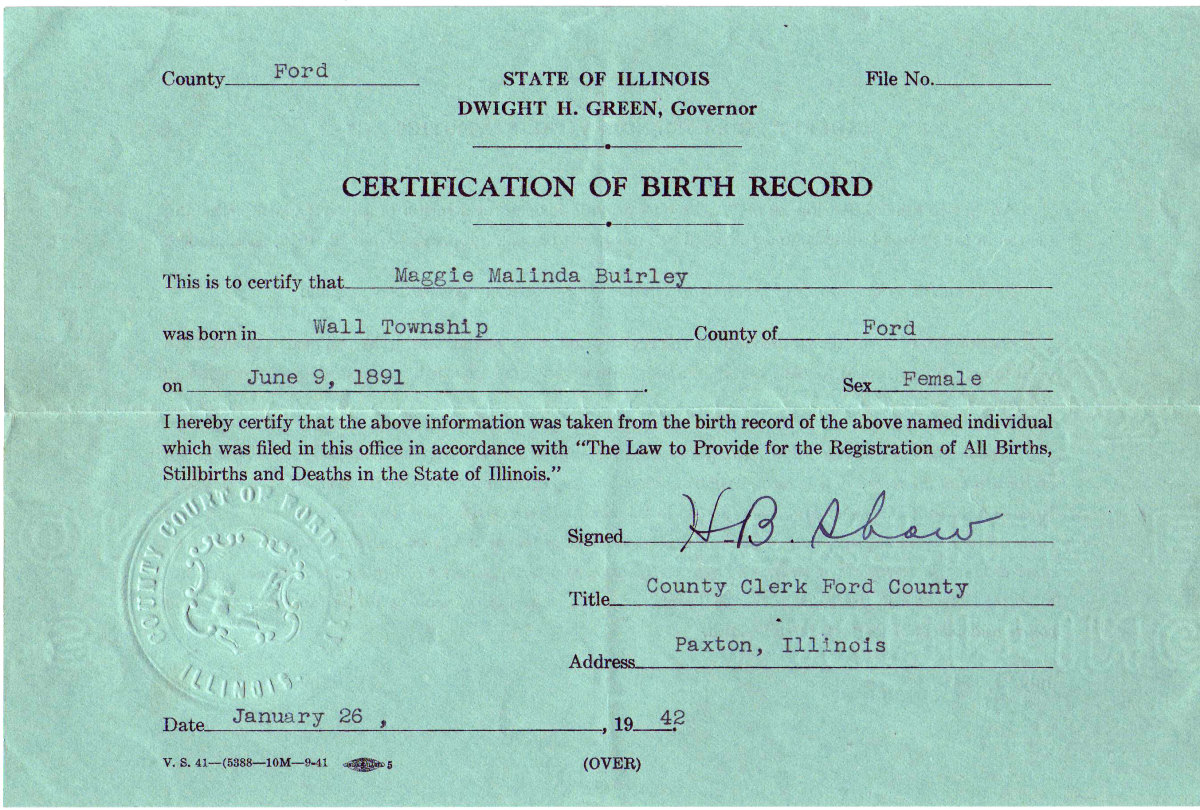 County Ford STATE OF ILLINOIS File No.
DWIGHT H. GREEN, Governor
CERTIFICATION OF BIRTH RECORD
This is to certify that Maggie Malinda Buirley
was born in Wall Township County of Ford
on June 9, 1891. Sex Female
I hereby certify that the above information was taken from the birth record of the above named individual
which was filed in this office in accordance with “The Law to Provide for the Registration of All Births,
Stillbirths and Deaths in the State of Illinois.”
COUNTY COURT OF FORD
ILLINOIS.
Signed H.B. Shaw
Title County Clerk Ford County
Address Paxton, Illinois
Date January 26 , , 19 42.
V. S. 41—(5388—10M—9-41 5 (OVER)